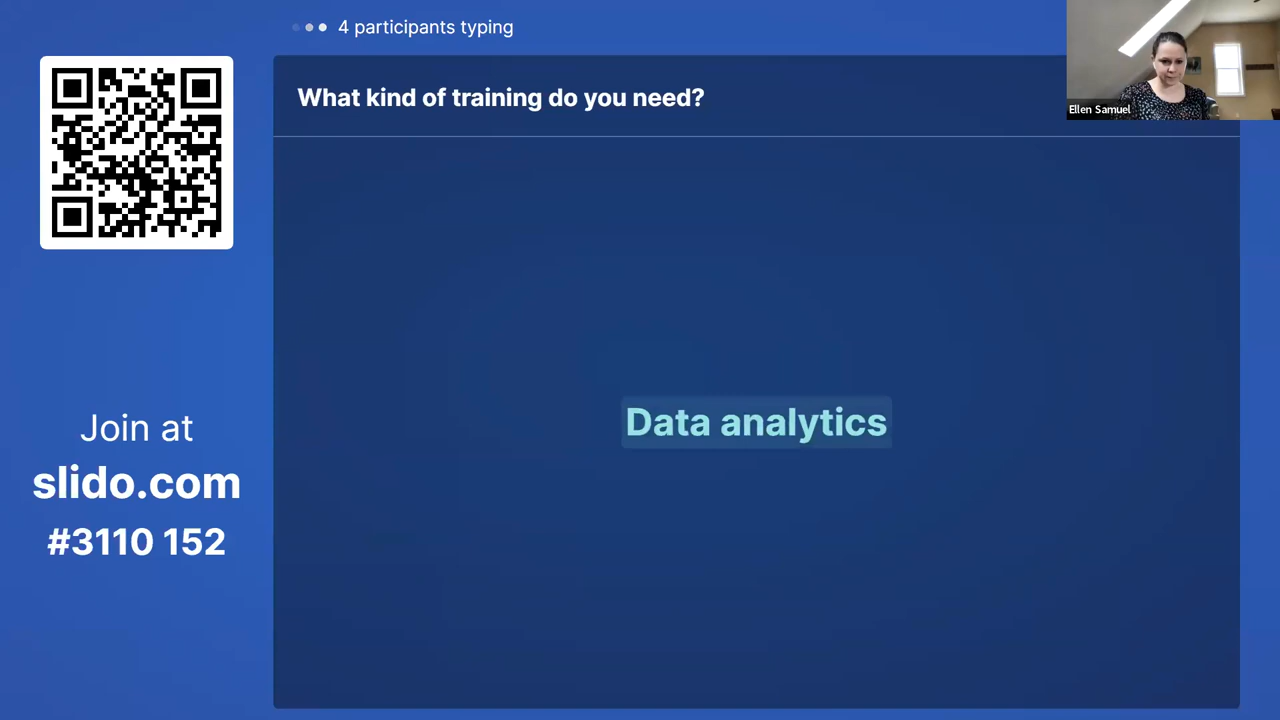 4 participants typing
What kind of training do you need?
Ellen Samuel
Data analytics
Join at
slido.com
#3110 152